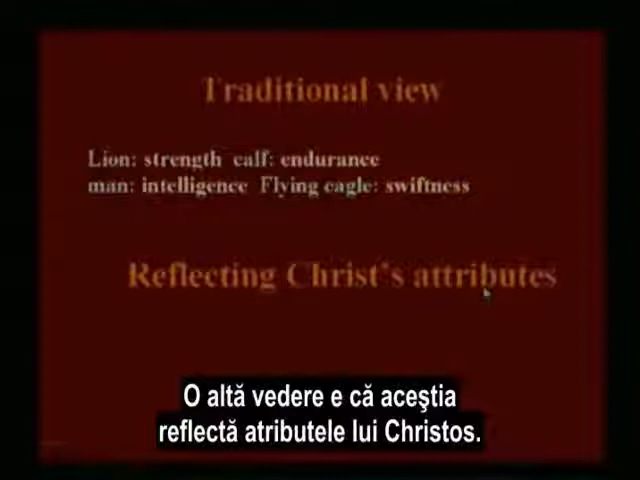 Traditional view
Lion: strength calf: endurance
man: intelligence Flying eagle: swiftness
Reflecting Christ's attributes
O altă vedere e că aceştia
reflectă atributele lui Christos.